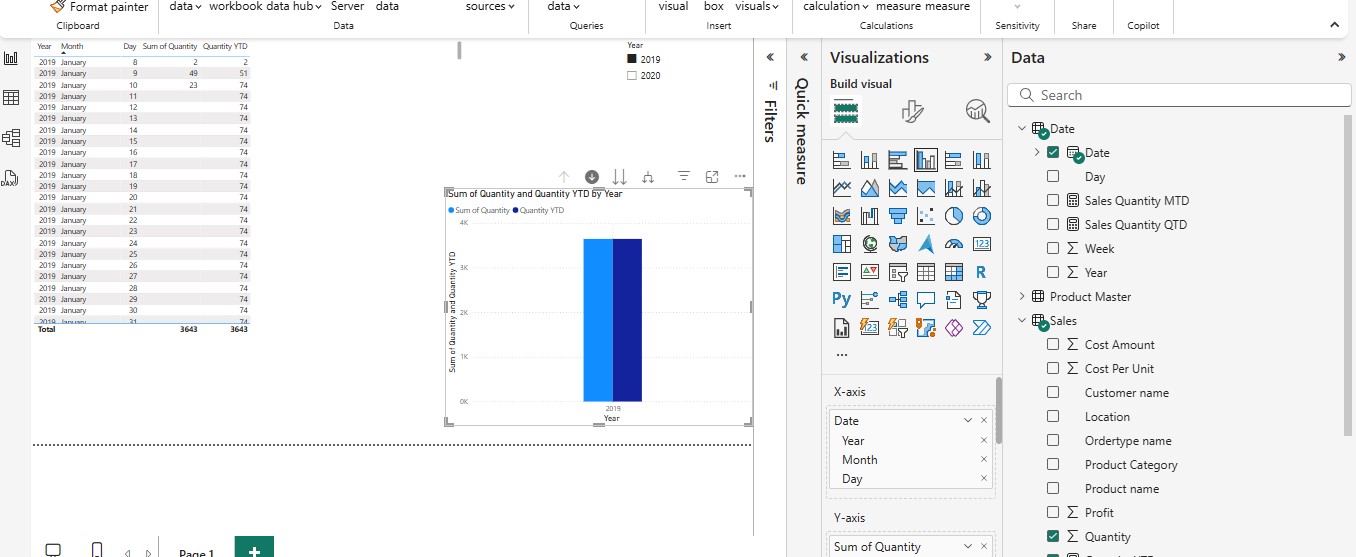 Format painter
data workbook data hub Server data sources data visual box visuals calculation measure measure
Clipboard Data Queries Insert Calculations Sensitivity Share Copilot
Year Month Day Sum of Quantity Quantity YTD
2019 January 8 2 2
2019 January 9 49 51
2019 January 10 23 74
2019 January 11 74
2019 January 12 74
2019 January 13 74
2019 January 14 74
2019 January 15 74
2019 January 16 74
2019 January 17 74
2019 January 18 74
2019 January 19 74
2019 January 20 74
2019 January 21 74
2019 January 22 74
2019 January 23 74
2019 January 24 74
2019 January 25 74
2019 January 26 74
2019 January 27 74
2019 January 28 74
2019 January 29 74
2019 January 30 74
2019 January 31 74
Total 3643 3643
Year
2019
2020
Sum of Quantity and Quantity YTD by Year
Sum of Quantity Quantity YTD
4K
3K
2K
1K
0K
Sum of Quantity and Quantity YTD
2019
Year
Page 1
+
Filters
Quick measure
Visualizations
Build visual
123
R
Py
123
...
X-axis
Date
Year
Month
Day
Y-axis
Sum of Quantity
Data
Search
Date
Date
Day
Sales Quantity MTD
Sales Quantity QTD
Week
Year
Product Master
Sales
Cost Amount
Cost Per Unit
Customer name
Location
Ordertype name
Product Category
Product name
Profit
Quantity
DAX